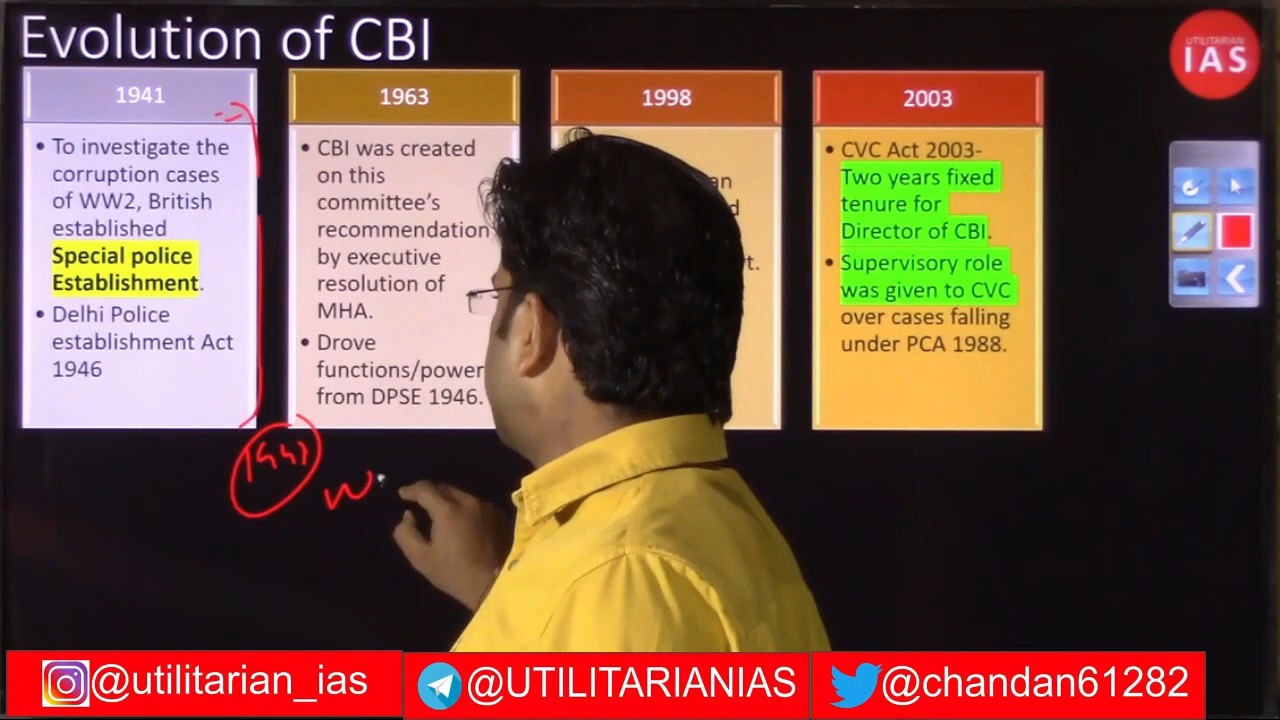 Evolution of CBI
UTILITARIAN
IAS
1941
• To investigate the
corruption cases
of WW2, British
established
Special police
Establishment.
• Delhi Police
establishment Act
1946
1963
• CBI was created
on this
committee's
recommendation
by executive
resolution of
MHA.
• Drove
functions/power
from DPSE 1946.
1998
2003
• CVC Act 2003-
Two years fixed
tenure for
Director of CBI.
• Supervisory role
was given to CVC
over cases falling
under PCA 1988.
1941
W
@utilitarian_ias
@UTILITARIANIAS
@chandan61282